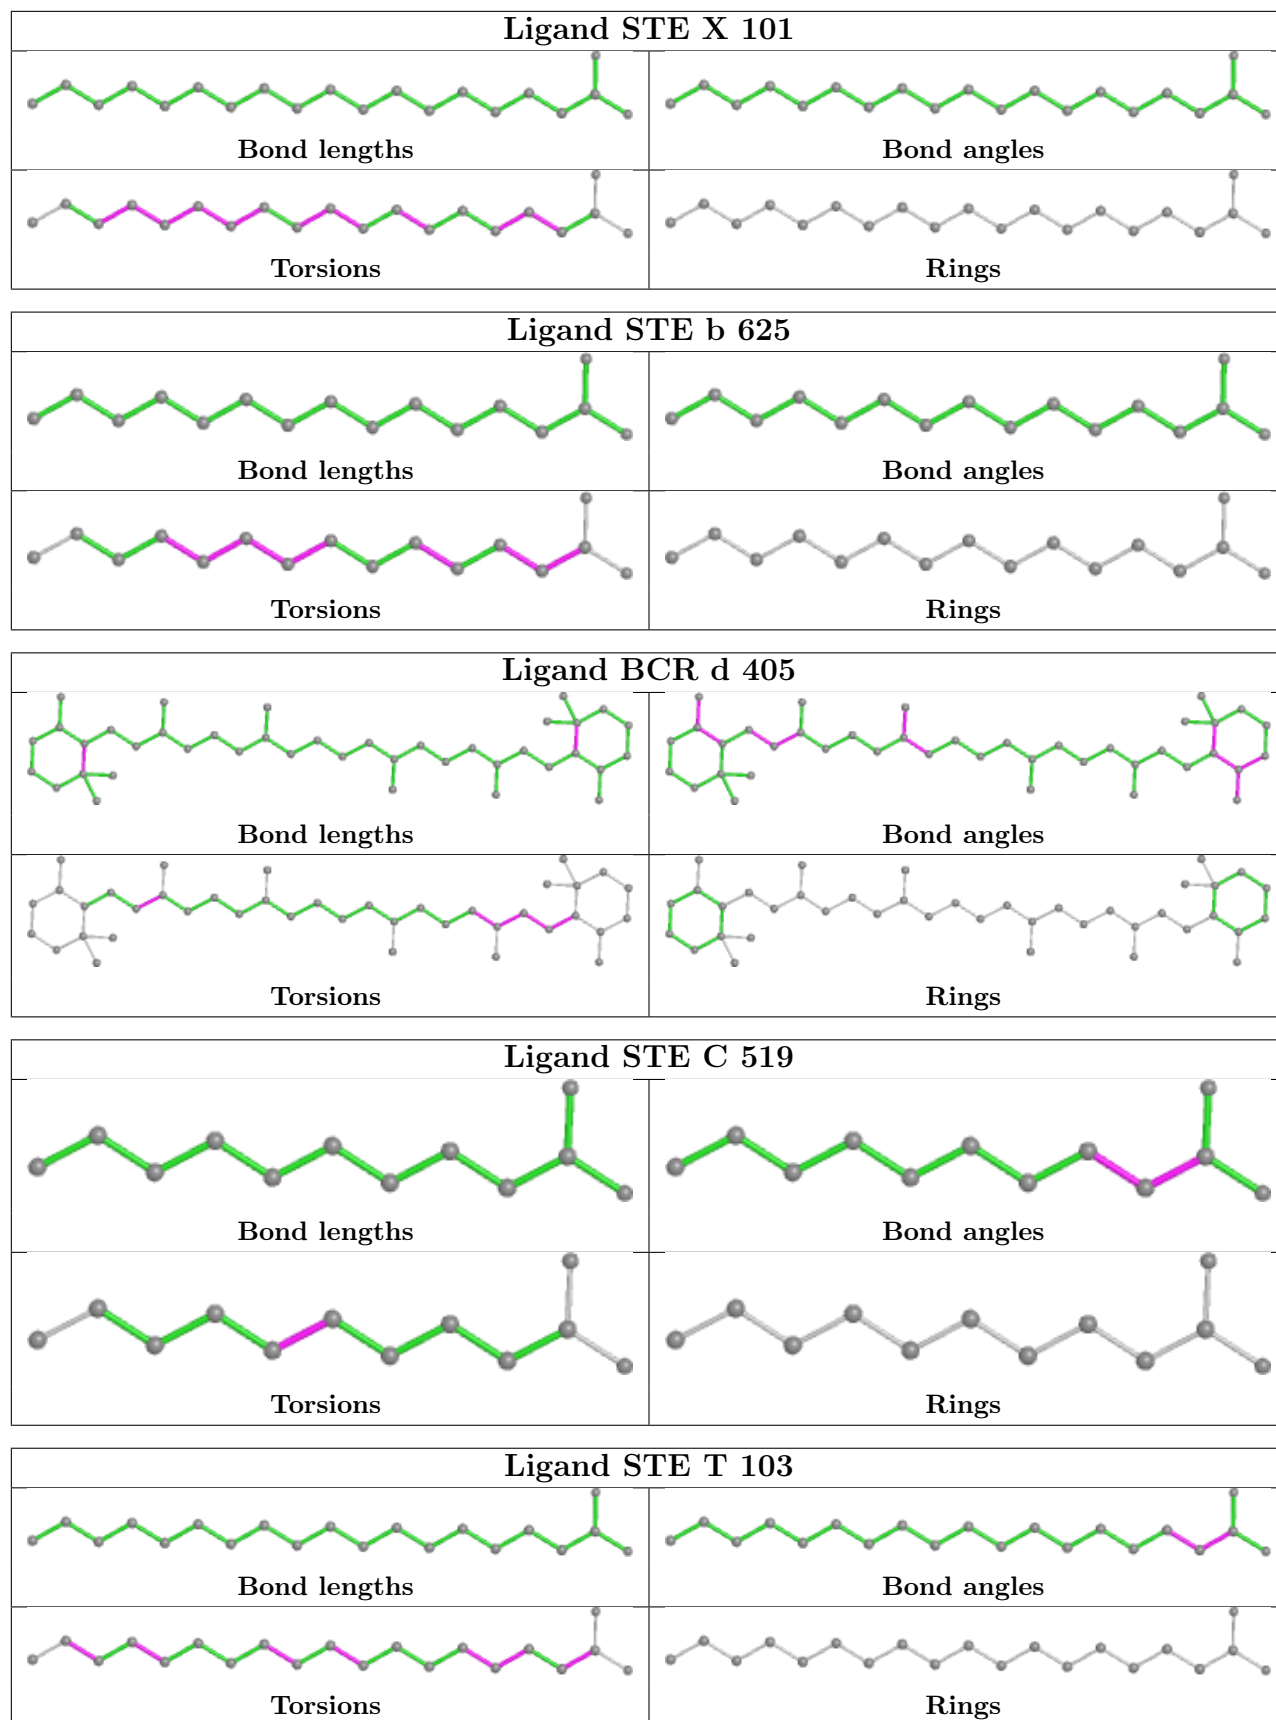 Ligand STE X 101
Bond lengths Bond angles
Torsions Rings
Ligand STE b 625
Bond lengths Bond angles
Torsions Rings
Ligand BCR d 405
Bond lengths Bond angles
Torsions Rings
Ligand STE C 519
Bond lengths Bond angles
Torsions Rings
Ligand STE T 103
Bond lengths Bond angles
Torsions Rings